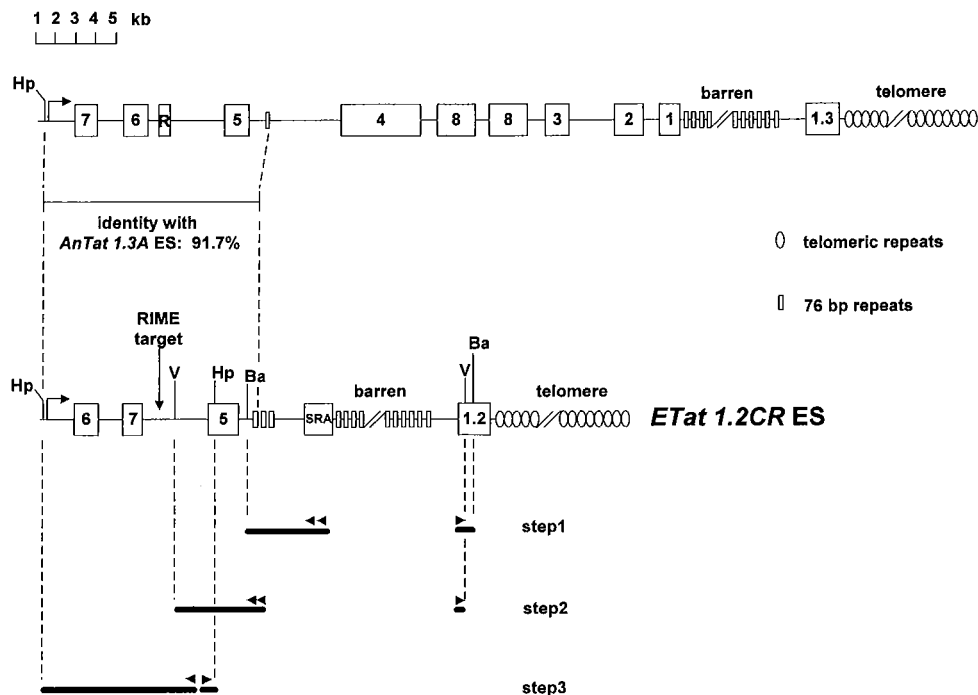 1 2 3 4 5 kb
Hp
barren
telomere
7 6 R 5 4 8 8 3 2 1 1.3
identity with
AnTat 1.3A ES: 91.7%
telomeric repeats
76 bp repeats
RIME
target
Hp V Hp Ba barren V Ba telomere
6 7 5 SRA 1.2
ETat 1.2CR ES
step1
step2
step3